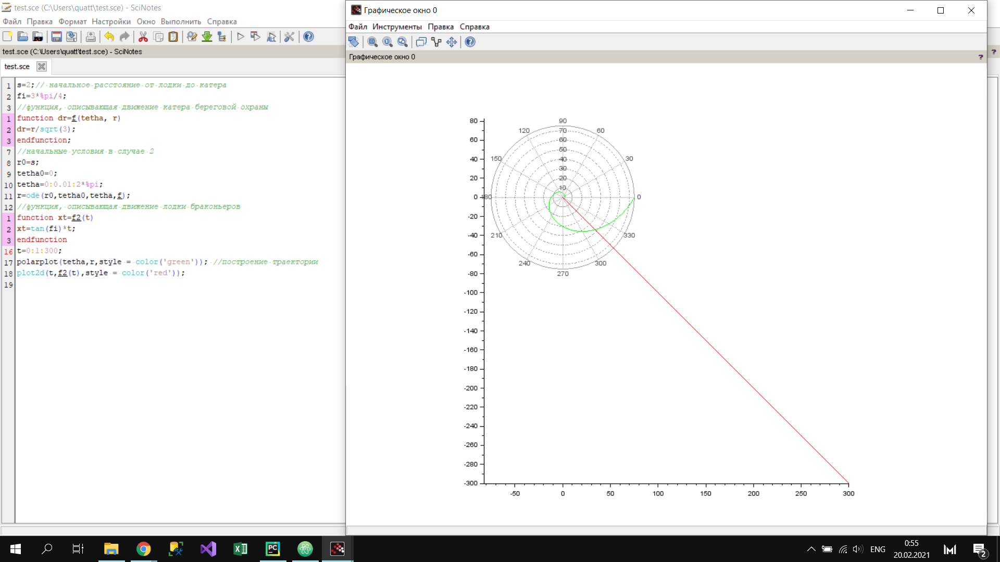 test.sce (C:\Users\quatt\test.sce) - SciNotes
Файл Правка Формат Настройки Окно Выполнить Справка
test.sce (C:\Users\quatt\test.sce) - SciNotes
test.sce
1 s=2;// начальное расстояние от лодки до катера
2 fi=3*%pi/4;
3 //функция, описывающая движение катера береговой охраны
1 function dr=f(tetha, r)
2 dr=r/sqrt(3);
3 endfunction;
7 //начальные условия в случае 2
8 r0=s;
9 tetha0=0;
10 tetha=0:0.01:2*%pi;
11 r=ode(r0,tetha0,tetha,f);
12 //функция, описывающая движение лодки браконьеров
1 function xt=f2(t)
2 xt=tan(fi)*t;
3 endfunction
16 t=0:1:300;
17 polarplot(tetha,r,style = color('green')); //построение траектории
18 plot2d(t,f2(t),style = color('red'));
19
Графическое окно 0
Файл Инструменты Правка Справка
Графическое окно 0
?
?
80
60
40
20
0
-20
-40
-60
-80
-100
-120
-140
-160
-180
-200
-220
-240
-260
-280
-300
-50 0 50 100 150 200 250 300
90
120 60
150 30
180 0
210 330
240 300
270
70
60
50
40
30
20
10
PC
ENG
0:55
20.02.2021
2